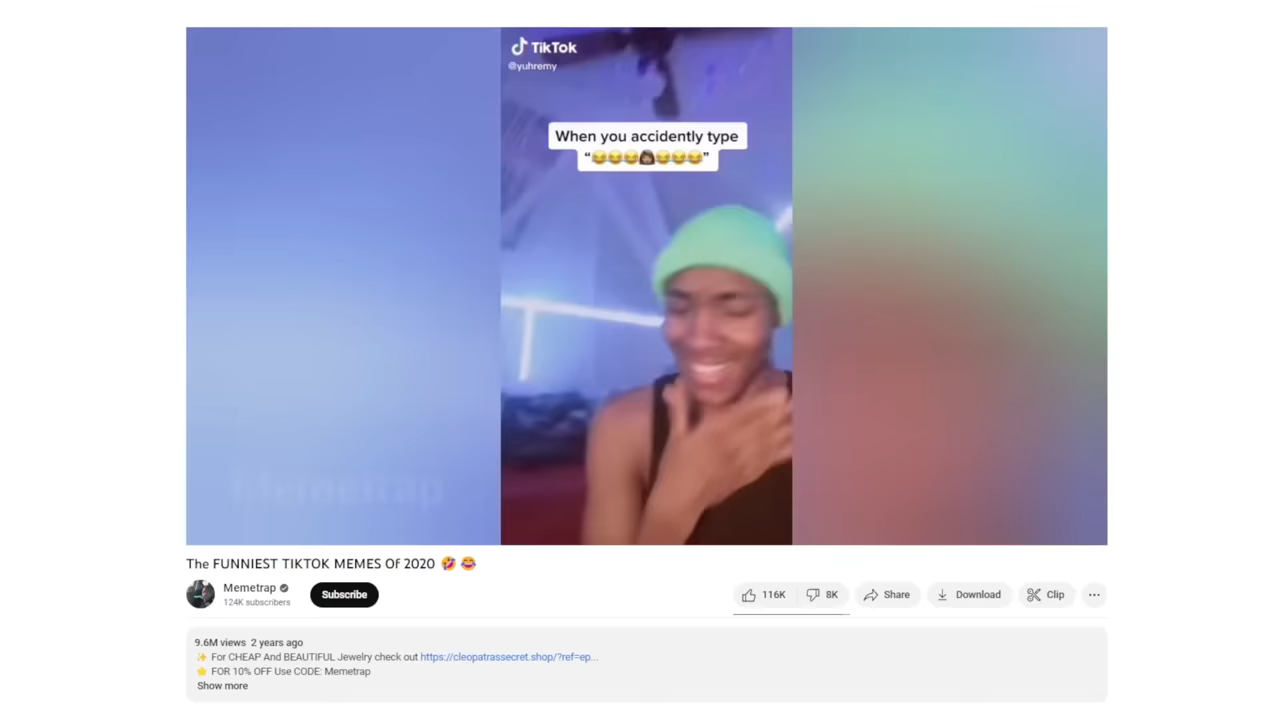 TikTok
@yuhremy
When you accidently type
“😂😂😂🙍🏽‍♀️😂😂😂”
Memetrap
The FUNNIEST TIKTOK MEMES Of 2020 🤣 😂
Memetrap
124K subscribers
Subscribe
116K
8K
Share
Download
Clip
...
9.6M views 2 years ago
✨ For CHEAP And BEAUTIFUL Jewelry check out https://cleopatrassecret.shop/?ref=ep...
⭐ FOR 10% OFF Use CODE: Memetrap
Show more